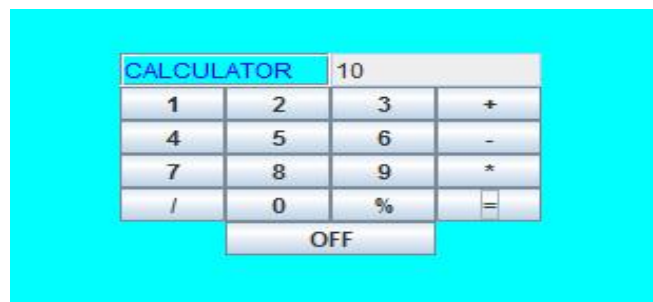 CALCULATOR 10
1 2 3 +
4 5 6 -
7 8 9 *
/ 0 % =
OFF